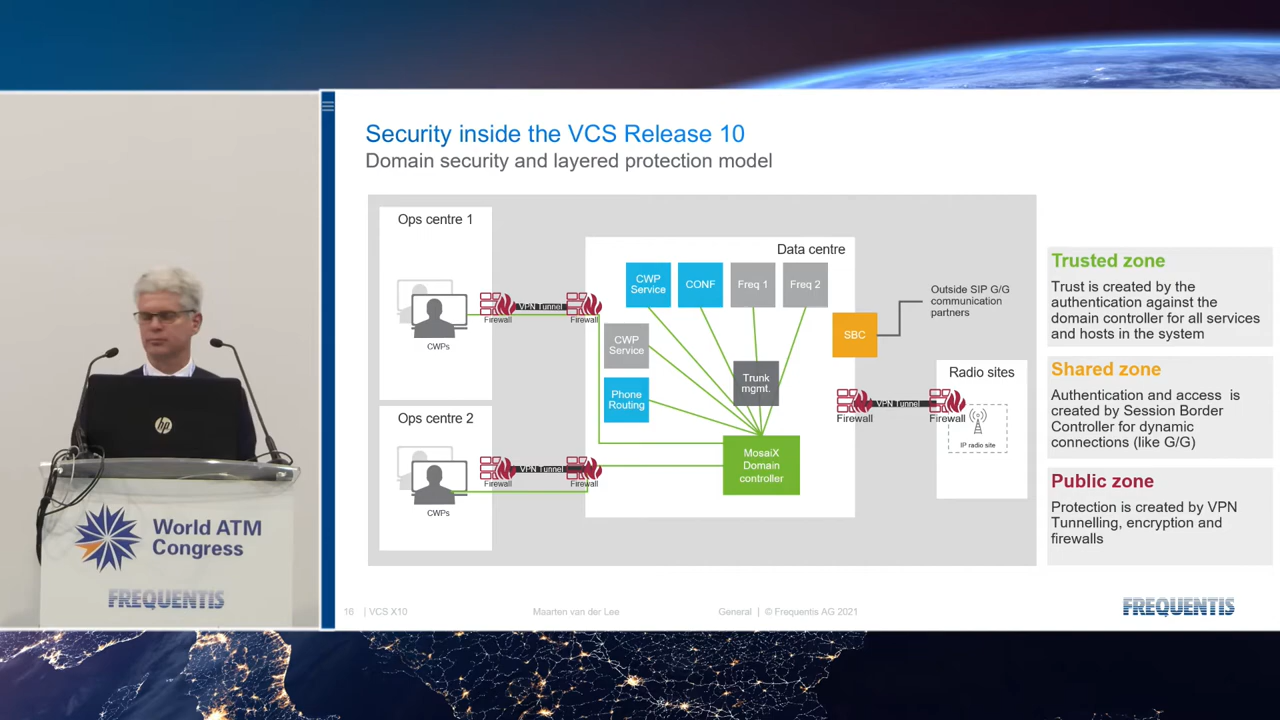 Security inside the VCS Release 10
Domain security and layered protection model
Ops centre 1
CWPs
Firewall
VPN Tunnel
Firewall
Ops centre 2
CWPs
Firewall
VPN Tunnel
Firewall
Data centre
CWP
Service
CONF
Freq 1
Freq 2
CWP
Service
Phone
Routing
Trunk
mgmt.
MosaiX
Domain
controller
SBC
Outside SIP G/G
communication
partners
Firewall
VPN Tunnel
Firewall
Radio sites
IP radio site
Trusted zone
Trust is created by the
authentication against the
domain controller for all services
and hosts in the system
Shared zone
Authentication and access is
created by Session Border
Controller for dynamic
connections (like G/G)
Public zone
Protection is created by VPN
Tunnelling, encryption and
firewalls
16 | VCS X10
Maarten van der Lee
General | © Frequentis AG 2021
FREQUENTIS
hp
World ATM
Congress
FREQUENTIS